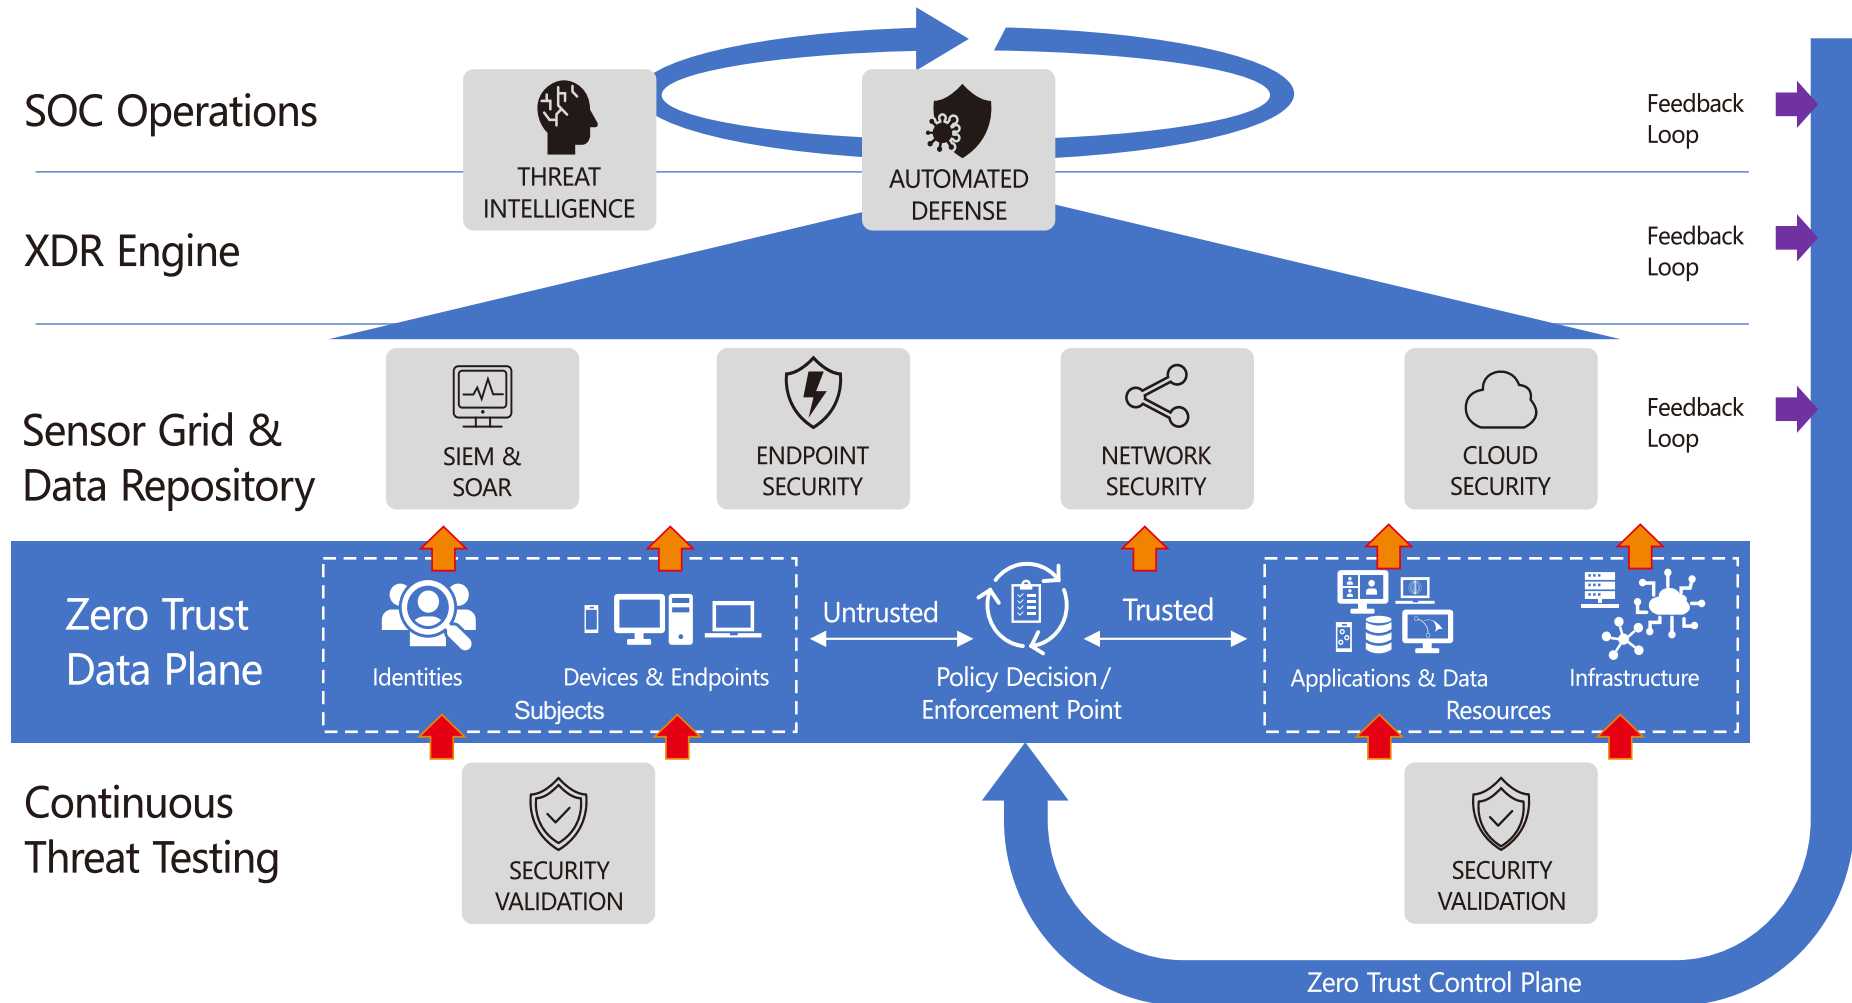 SOC Operations
THREAT
INTELLIGENCE
AUTOMATED
DEFENSE
Feedback
Loop
XDR Engine
Feedback
Loop
Sensor Grid &
Data Repository
SIEM &
SOAR
ENDPOINT
SECURITY
NETWORK
SECURITY
CLOUD
SECURITY
Feedback
Loop
Zero Trust
Data Plane
Identities
Devices & Endpoints
Subjects
Untrusted
Policy Decision/
Enforcement Point
Trusted
Applications & Data
Infrastructure
Resources
Continuous
Threat Testing
SECURITY
VALIDATION
SECURITY
VALIDATION
Zero Trust Control Plane